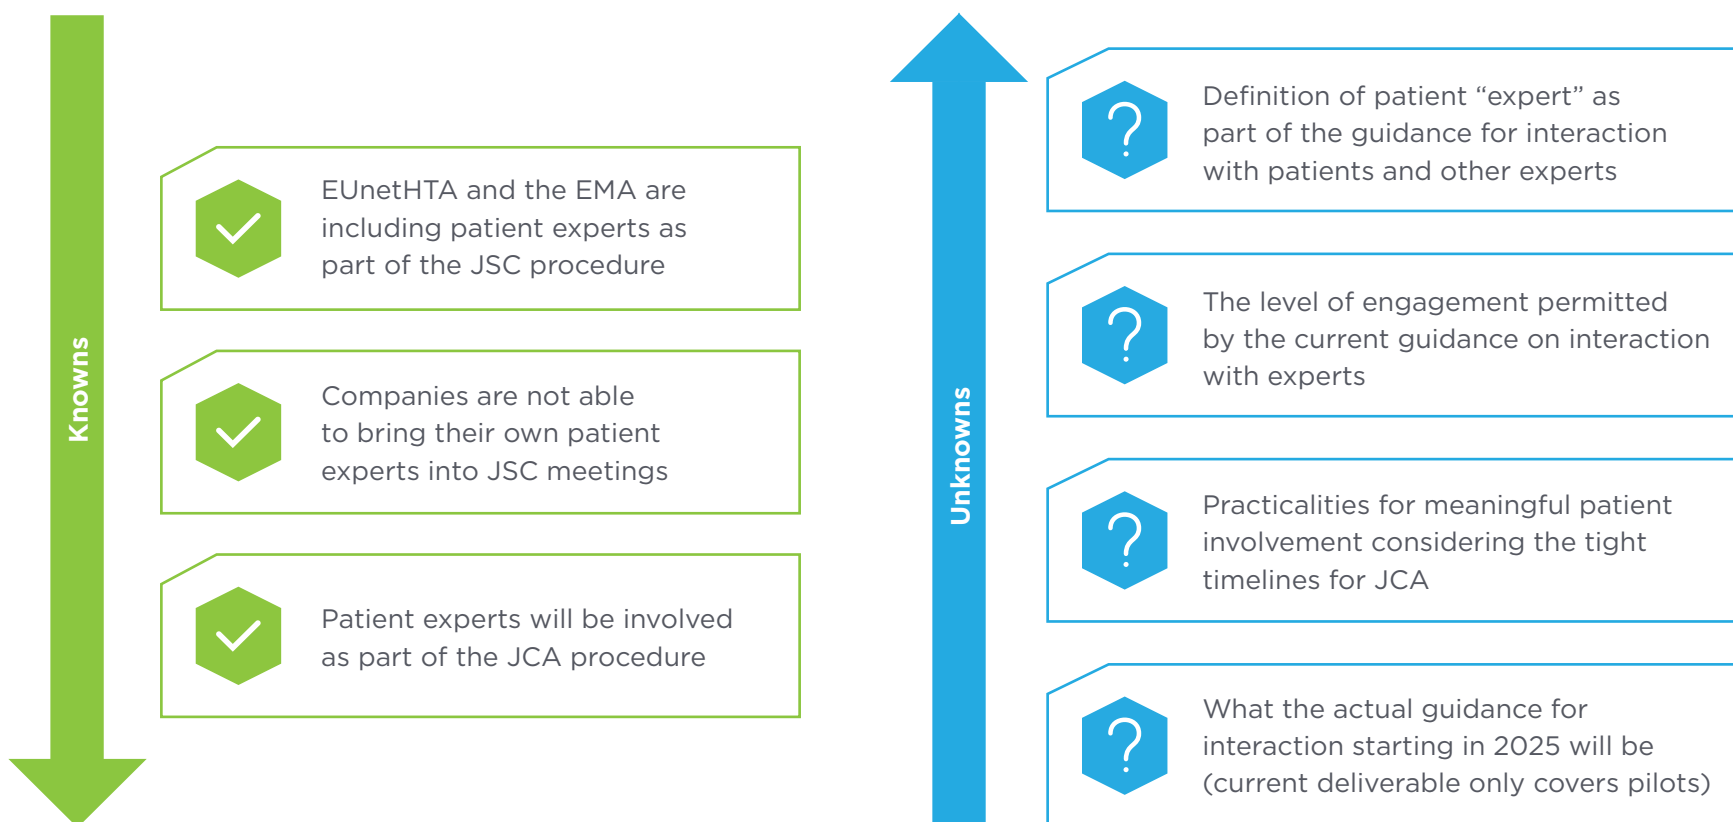 Knowns
EUnetHTA and the EMA are
including patient experts as
part of the JSC procedure
Companies are not able
to bring their own patient
experts into JSC meetings
Patient experts will be involved
as part of the JCA procedure
Unknowns
Definition of patient “expert” as
part of the guidance for interaction
with patients and other experts
The level of engagement permitted
by the current guidance on interaction
with experts
Practicalities for meaningful patient
involvement considering the tight
timelines for JCA
What the actual guidance for
interaction starting in 2025 will be
(current deliverable only covers pilots)